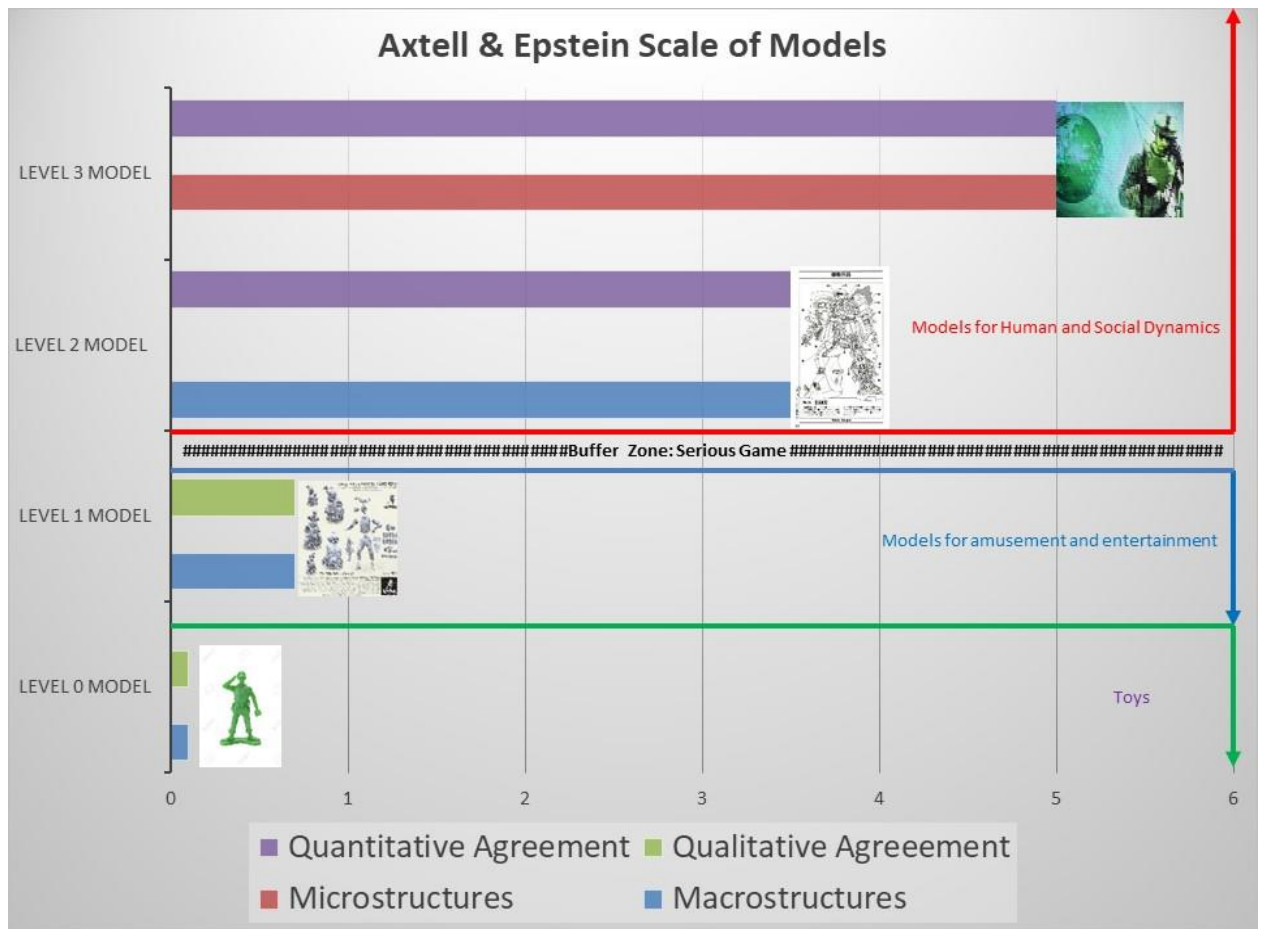 Axtell & Epstein Scale of Models
LEVEL 3 MODEL
LEVEL 2 MODEL
Models for Human and Social Dynamics
################################################Buffer Zone: Serious Game ######################################################
LEVEL 1 MODEL
Models for amusement and entertainment
LEVEL 0 MODEL
Toys
0 1 2 3 4 5 6
Quantitative Agreement Qualitative Agreeement
Microstructures Macrostructures